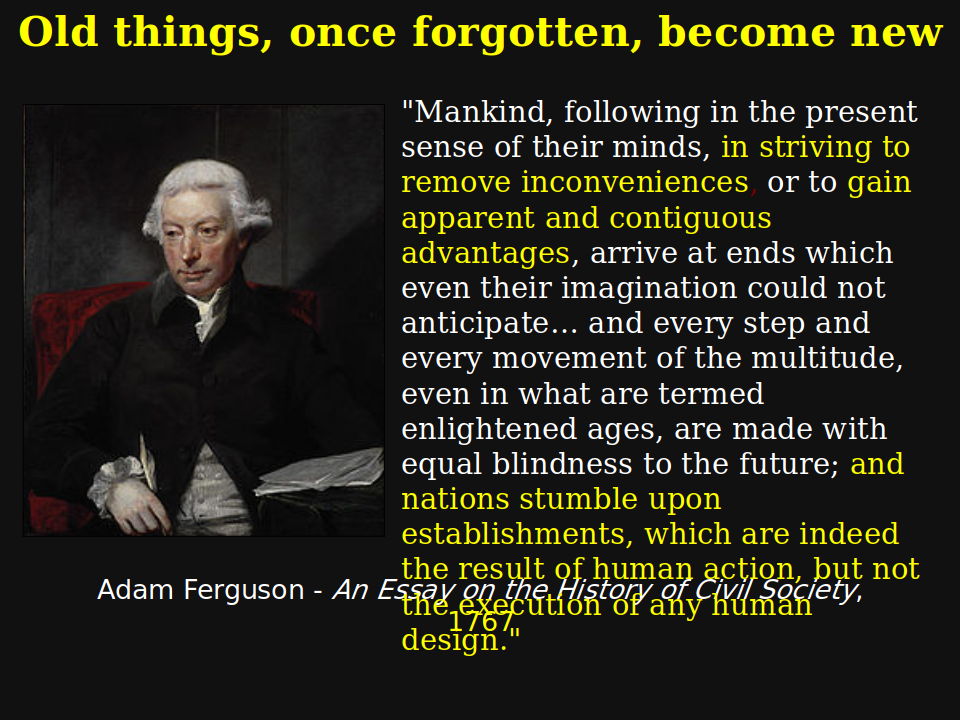 Old things, once forgotten, become new
"Mankind, following in the present
sense of their minds, in striving to
remove inconveniences, or to gain
apparent and contiguous
advantages, arrive at ends which
even their imagination could not
anticipate… and every step and
every movement of the multitude,
even in what are termed
enlightened ages, are made with
equal blindness to the future; and
nations stumble upon
establishments, which are indeed
the result of human action, but not
the execution of any human
design."
Adam Ferguson - An Essay on the History of Civil Society,
1767